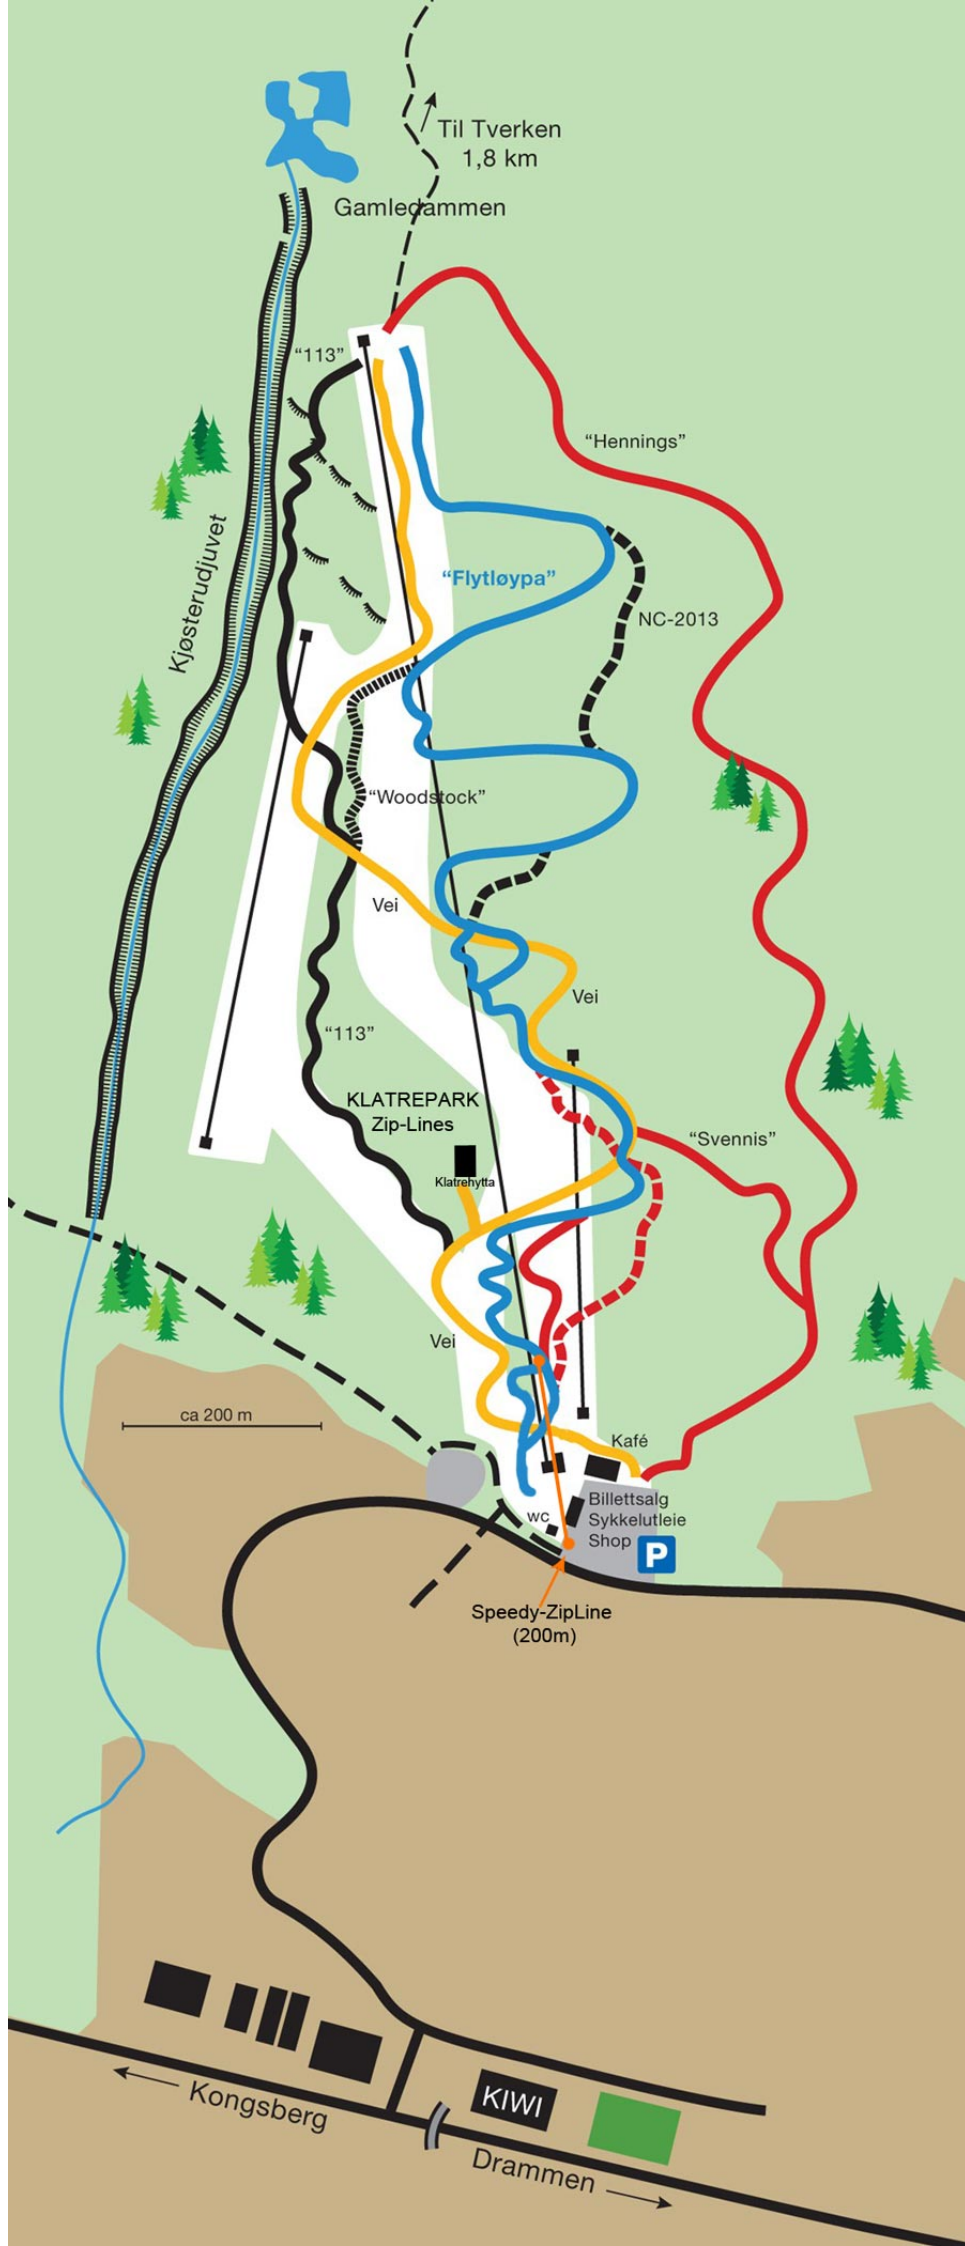 Til Tverken
1,8 km
Gamledammen
"113"
"Hennings"
Kjøsterudjuvet
"Flytløypa"
NC-2013
"Woodstock"
Vei
Vei
"113"
KLATREPARK
Zip-Lines
"Svennis"
Klatrehytta
Vei
ca 200 m
Kafé
Billettsalg
Sykkelutleie
Shop
wc
P
Speedy-ZipLine
(200m)
KIWI
Kongsberg
Drammen